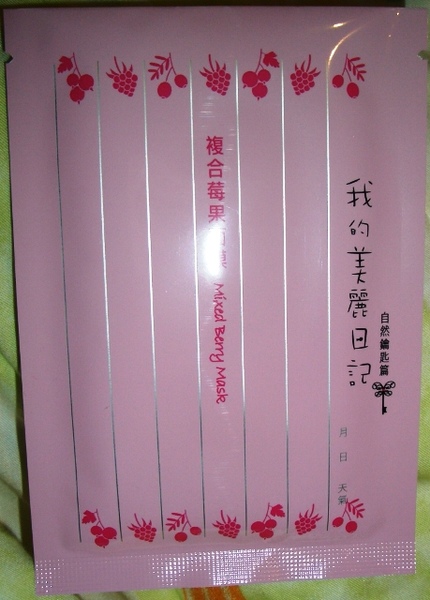 我的美麗日記
自然鑰匙篇
月 日 天氣
複合莓果
Mixed Berry Mask